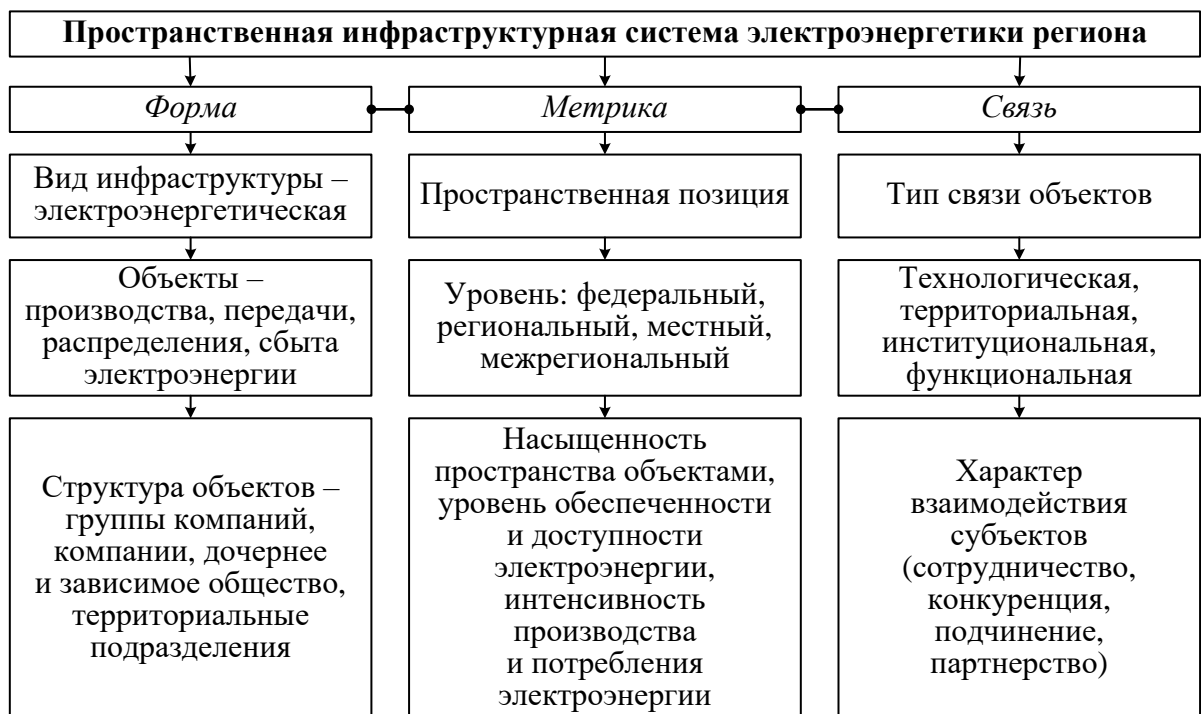 Пространственная инфраструктурная система электроэнергетики региона
Форма
Метрика
Связь
Вид инфраструктуры –
электроэнергетическая
Пространственная позиция
Тип связи объектов
Объекты –
производства, передачи,
распределения, сбыта
электроэнергии
Уровень: федеральный,
региональный, местный,
межрегиональный
Технологическая,
территориальная,
институциональная,
функциональная
Структура объектов –
группы компаний,
компании, дочернее
и зависимое общество,
территориальные
подразделения
Насыщенность
пространства объектами,
уровень обеспеченности
и доступности
электроэнергии,
интенсивность
производства
и потребления
электроэнергии
Характер
взаимодействия
субъектов
(сотрудничество,
конкуренция,
подчинение,
партнерство)